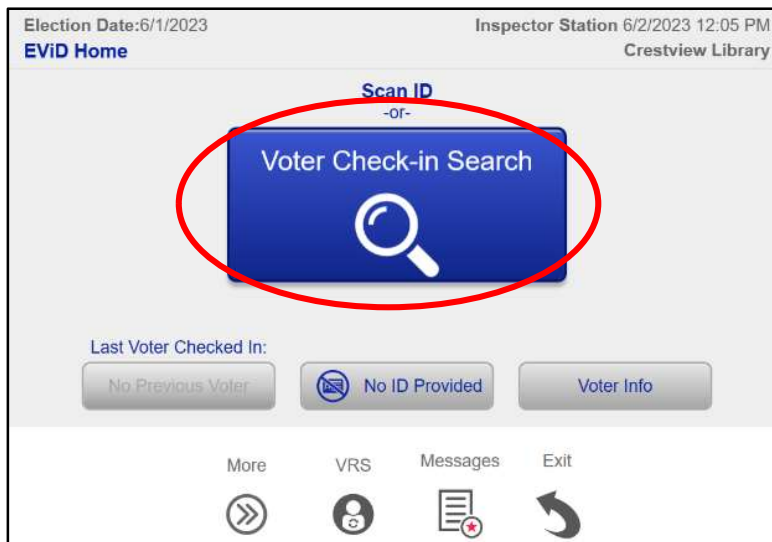 Election Date:6/1/2023 Inspector Station 6/2/2023 12:05 PM
EViD Home Crestview Library
Scan ID
-or-
Voter Check-in Search
Last Voter Checked In:
No Previous Voter No ID Provided Voter Info
More VRS Messages Exit